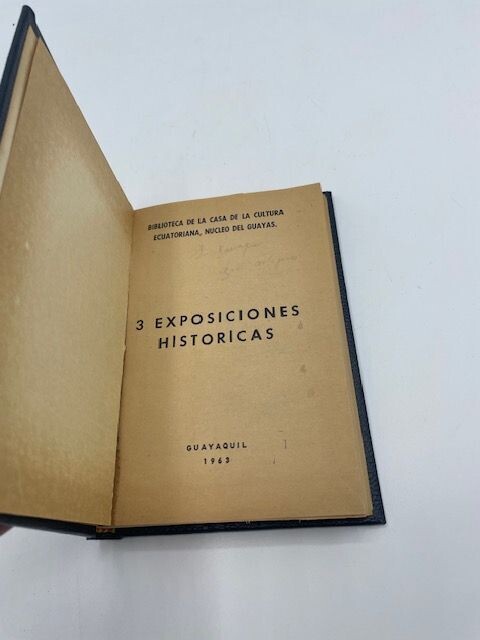 BIBLIOTECA DE LA CASA DE LA CULTURA
ECUATORIANA, NUCLEO DEL GUAYAS.
3 EXPOSICIONES
HISTORICAS
GUAYAQUIL
1963